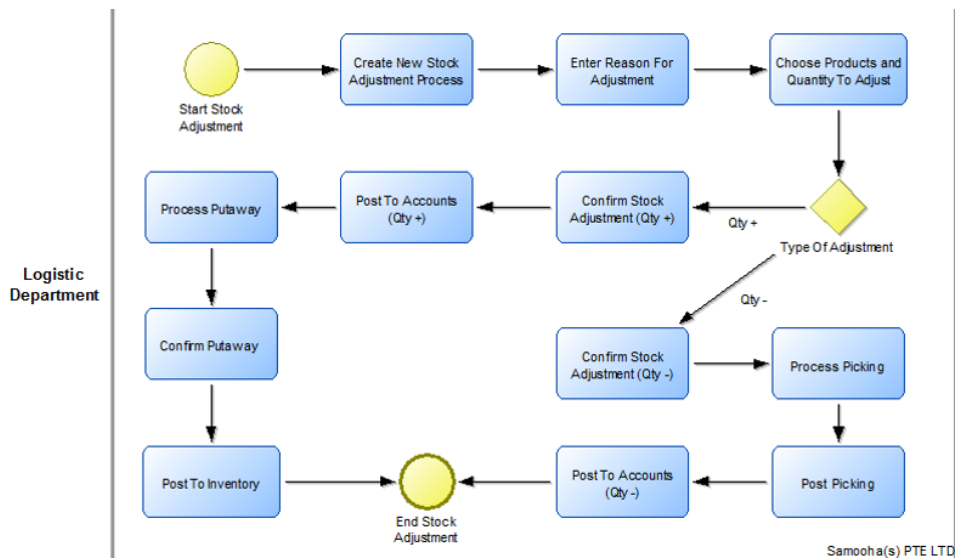 Logistic
Department
Start Stock
Adjustment
Create New Stock
Adjustment Process
Enter Reason For
Adjustment
Choose Products and
Quantity To Adjust
Type Of Adjustment
Qty +
Confirm Stock
Adjustment (Qty +)
Post To Accounts
(Qty +)
Process Putaway
Confirm Putaway
Post To Inventory
Qty -
Confirm Stock
Adjustment (Qty -)
Process Picking
Post Picking
Post To Accounts
(Qty -)
End Stock
Adjustment
Samooha(s) PTE LTD